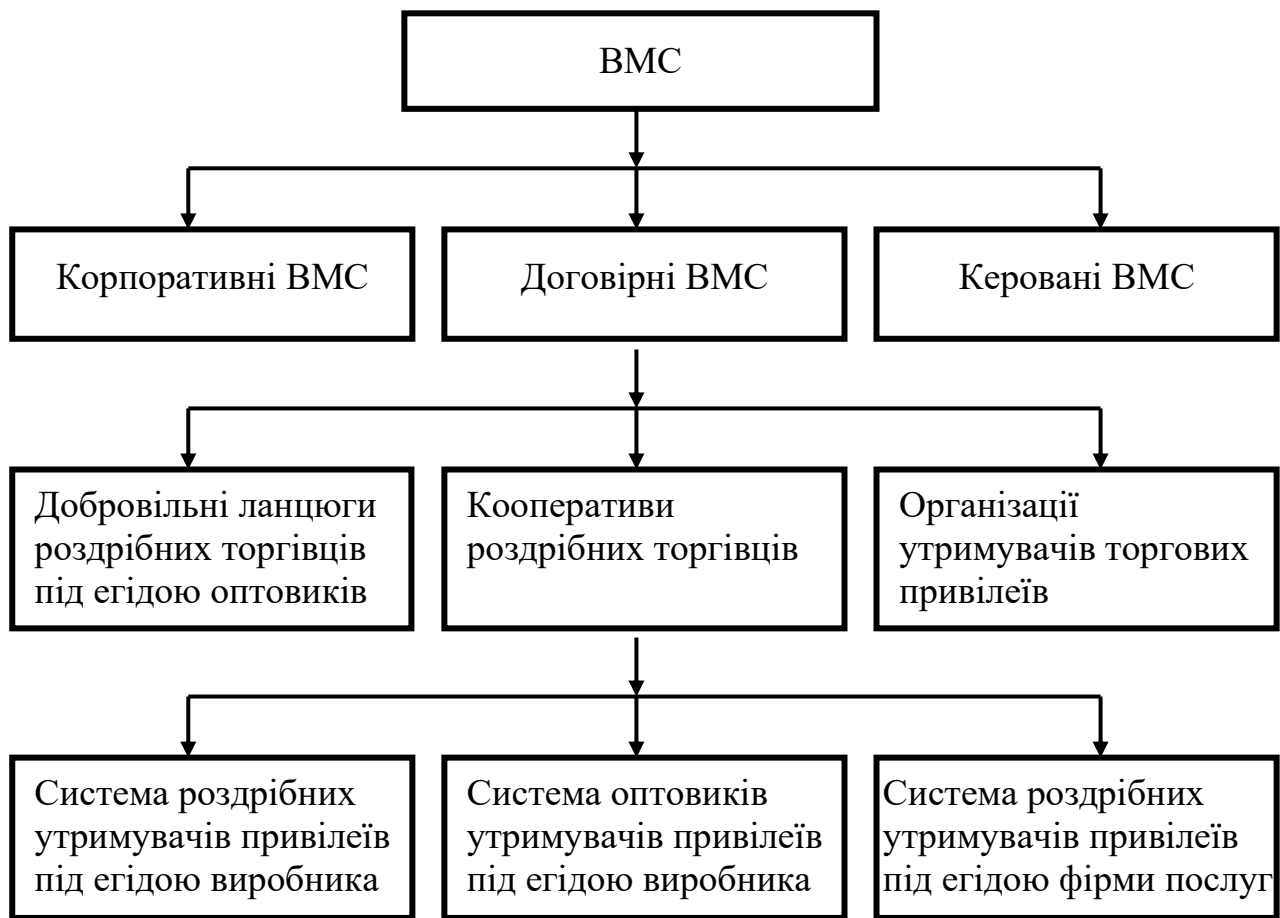 ВМС
Корпоративні ВМС
Договірні ВМС
Керовані ВМС
Добровільні ланцюги
роздрібних торгівців
під егідою оптовиків
Кооперативи
роздрібних торгівців
Організації
утримувачів торгових
привілеїв
Система роздрібних
утримувачів привілеїв
під егідою виробника
Система оптовиків
утримувачів привілеїв
під егідою виробника
Система роздрібних
утримувачів привілеїв
під егідою фірми послуг